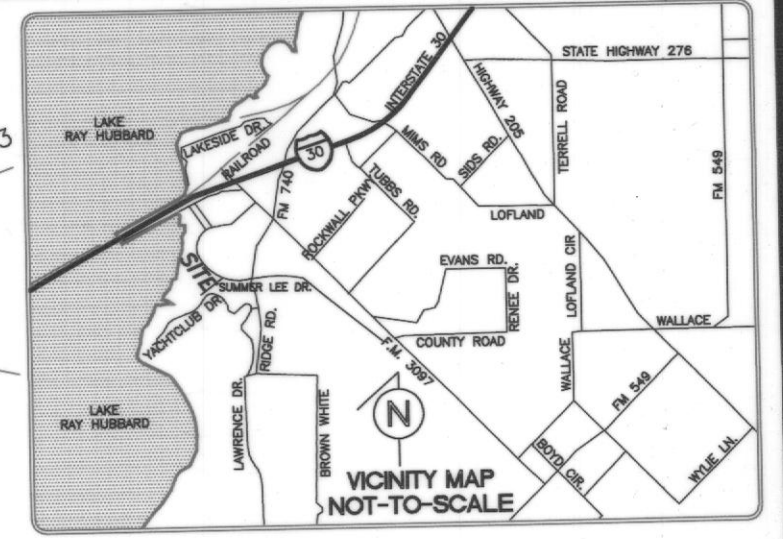 3
LAKE
RAY HUBBARD
LAKESIDE DR.
RAILROAD
INTERSTATE 30
30
HIGHWAY 205
STATE HIGHWAY 276
MIMS RD
SIDS RD.
TERRELL ROAD
FM 549
FM 740
ROCKWALL PKWY
TUBBS RD.
LOFLAND
SITE
SUMMER LEE DR.
EVANS RD.
RENEE DR.
LOFLAND CIR
YACHTCLUB DR
RIDGE RD.
F.M. 3097
COUNTY ROAD
WALLACE
WALLACE
LAKE
RAY HUBBARD
LAWRENCE DR.
BROWN WHITE
N
FM 549
BOYD CIR.
WYLIE LN.
VICINITY MAP
NOT-TO-SCALE